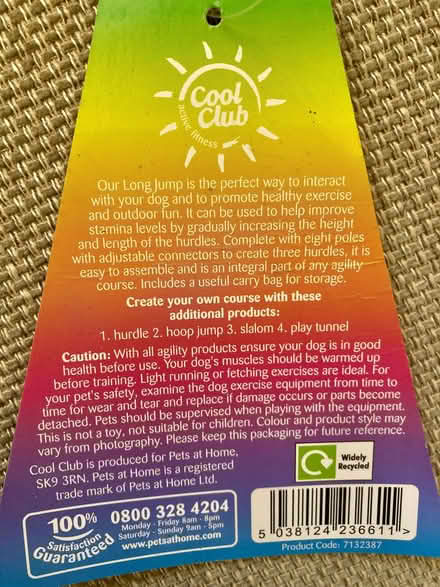 Cool
Club
active fitness
Our Long Jump is the perfect way to interact
with your dog and to promote healthy exercise
and outdoor fun. It can be used to help improve
stemina levels by gradually increasing the height
and length of the hurdles. Complete with eight poles
with adjustable connectors to create three hurdles, it is
easy to assemble and is an integral part of any agility
course. Includes a useful carry bag for storage.
Create your own course with these
additional products:
1. hurdle 2. hoop jump 3. slalom 4. play tunnel
Caution: With all agility products ensure your dog is in good
health before use. Your dog's muscles should be warmed up
before training. Light running or fetching exercises are ideal. For
your pet's safety, examine the dog exercise equipment from time to
time for wear and tear and replace if damage occurs or parts become
detached. Pets should be supervised when playing with the equipment.
This is not a toy, not suitable for children. Colour and product style may
vary from photography. Please keep this packaging for future reference.
Cool Club is produced for Pets at Home,
SK9 3RN. Pets at Home is a registered
trade mark of Pets at Home Ltd.
Widely
Recycled
100%
Satisfaction
Guaranteed
0800 328 4204
Monday - Friday 8am - 8pm
Saturday - Sunday 9am - 5pm
www.petsathome.com
5 038124 236611 >
Product Code: 7132387